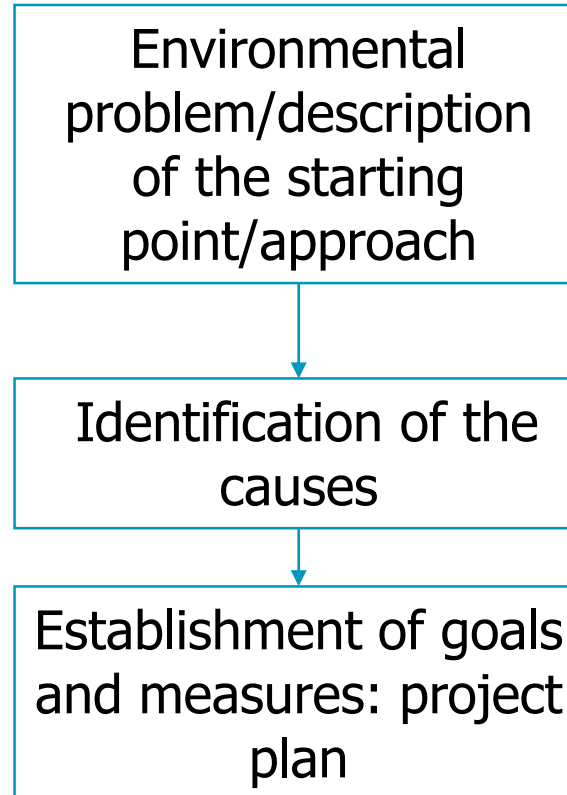 Environmental
problem/description
of the starting
point/approach
Identification of the
causes
Establishment of goals
and measures: project
plan